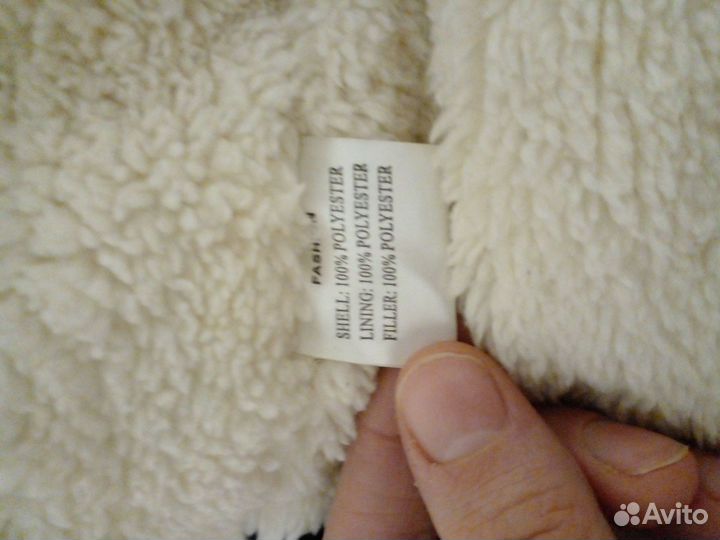 SHELL: 100% POLYESTER
LINING: 100% POLYESTER
FILLER: 100% POLYESTER
Avito